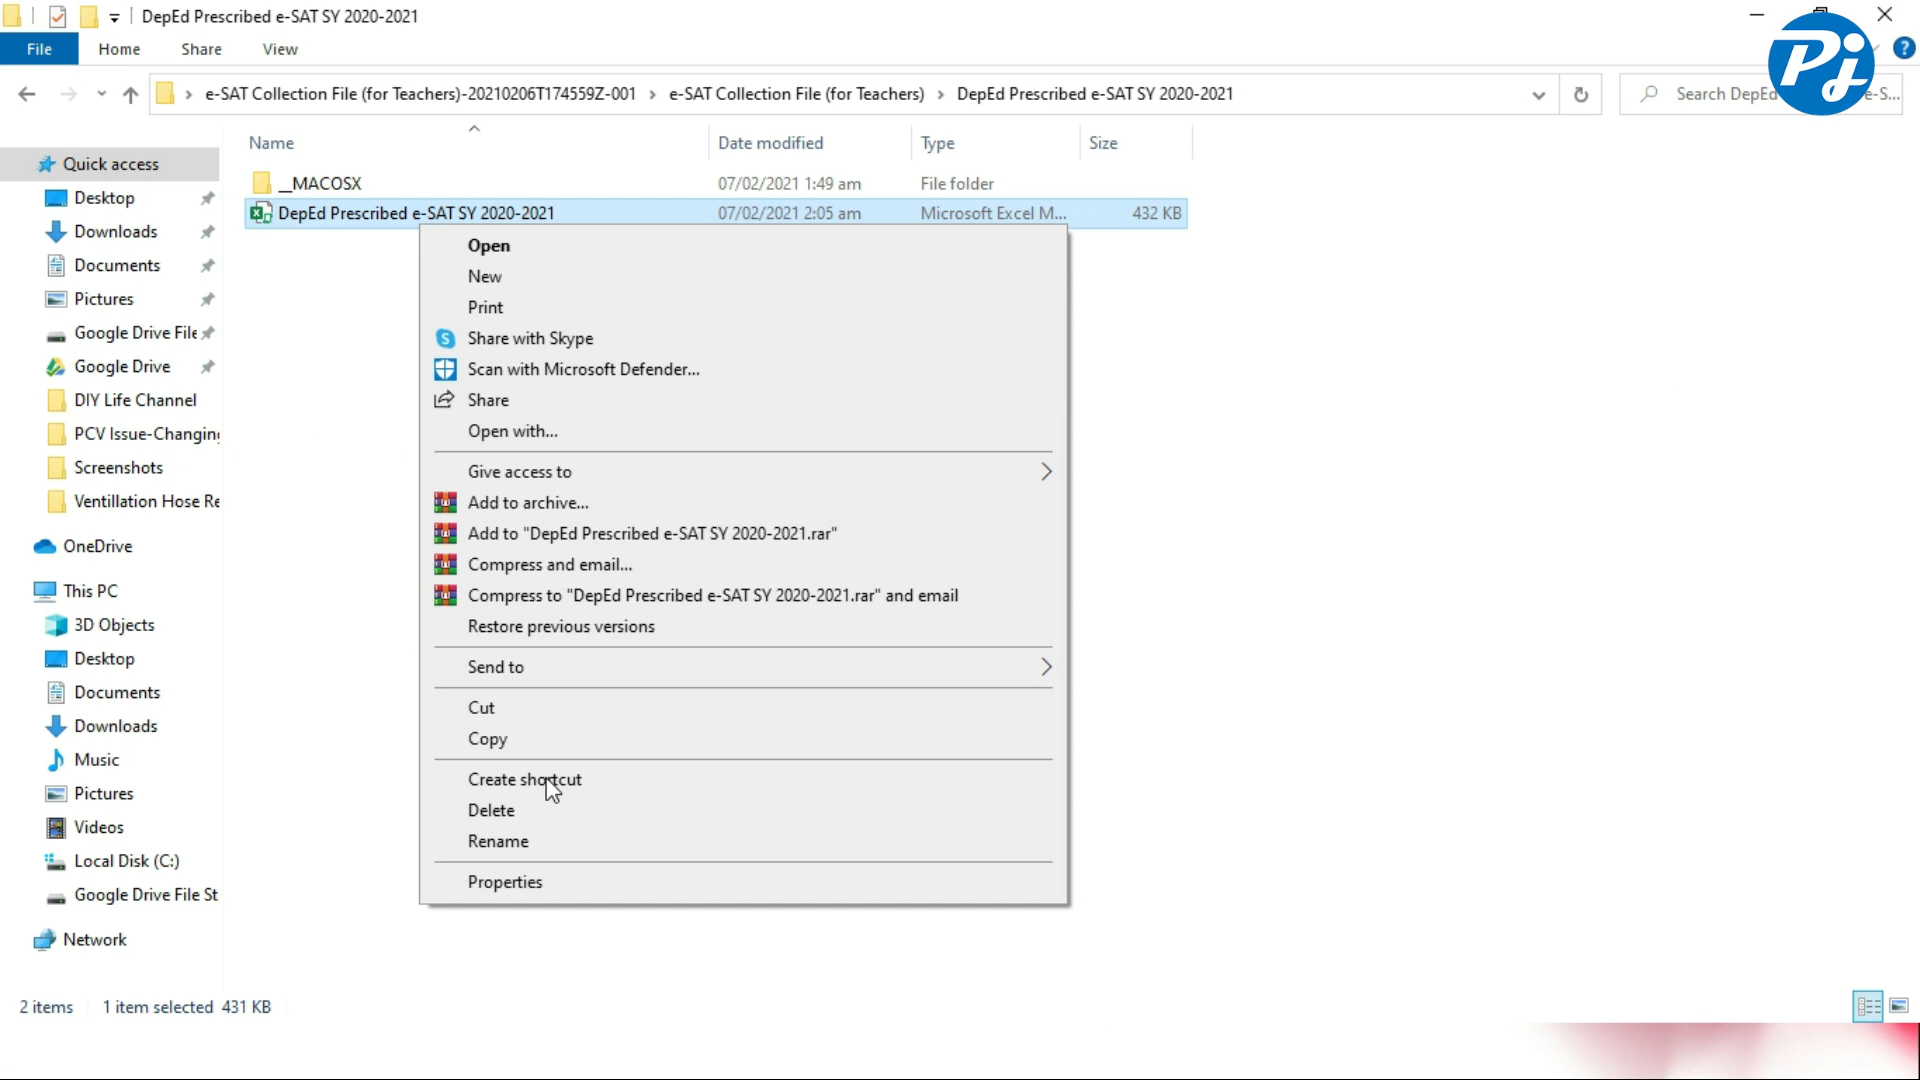 DepEd Prescribed e-SAT SY 2020-2021
File Home Share View
e-SAT Collection File (for Teachers)-20210206T174559Z-001 > e-SAT Collection File (for Teachers) > DepEd Prescribed e-SAT SY 2020-2021
Search DepEd e-S...
Pj
Name Date modified Type Size
__MACOSX 07/02/2021 1:49 am File folder
DepEd Prescribed e-SAT SY 2020-2021 07/02/2021 2:05 am Microsoft Excel M... 432 KB
Quick access
Desktop
Downloads
Documents
Pictures
Google Drive File
Google Drive
DIY Life Channel
PCV Issue-Changing
Screenshots
Ventillation Hose Re
OneDrive
This PC
3D Objects
Desktop
Documents
Downloads
Music
Pictures
Videos
Local Disk (C:)
Google Drive File St
Network
Open
New
Print
Share with Skype
Scan with Microsoft Defender...
Share
Open with...
Give access to
Add to archive...
Add to "DepEd Prescribed e-SAT SY 2020-2021.rar"
Compress and email...
Compress to "DepEd Prescribed e-SAT SY 2020-2021.rar" and email
Restore previous versions
Send to
Cut
Copy
Create shortcut
Delete
Rename
Properties
2 items 1 item selected 431 KB